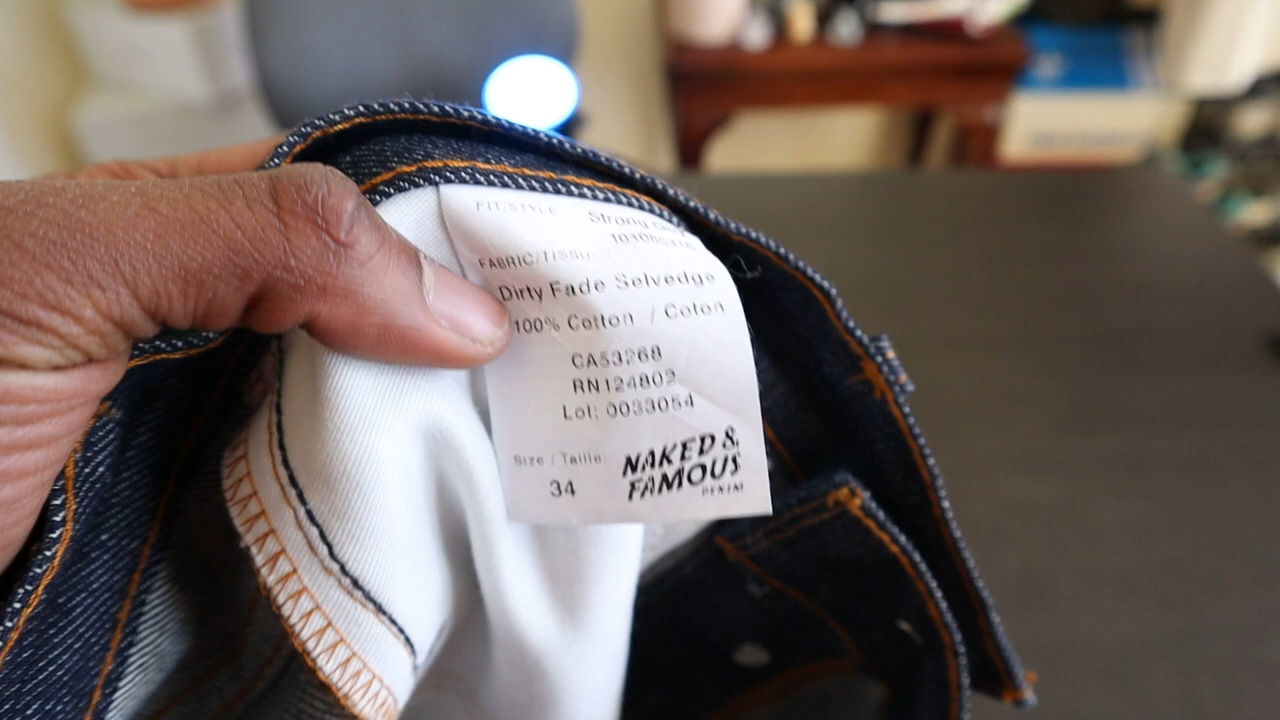 FIT/STYLE Strong
FABRIC/TISSU
Dirty Fade Selvedge
100% Cotton / Coton
CA53268
RN124802
Lot: 0033054
Size / Taille:
34
NAKED &
FAMOUS
DENIM